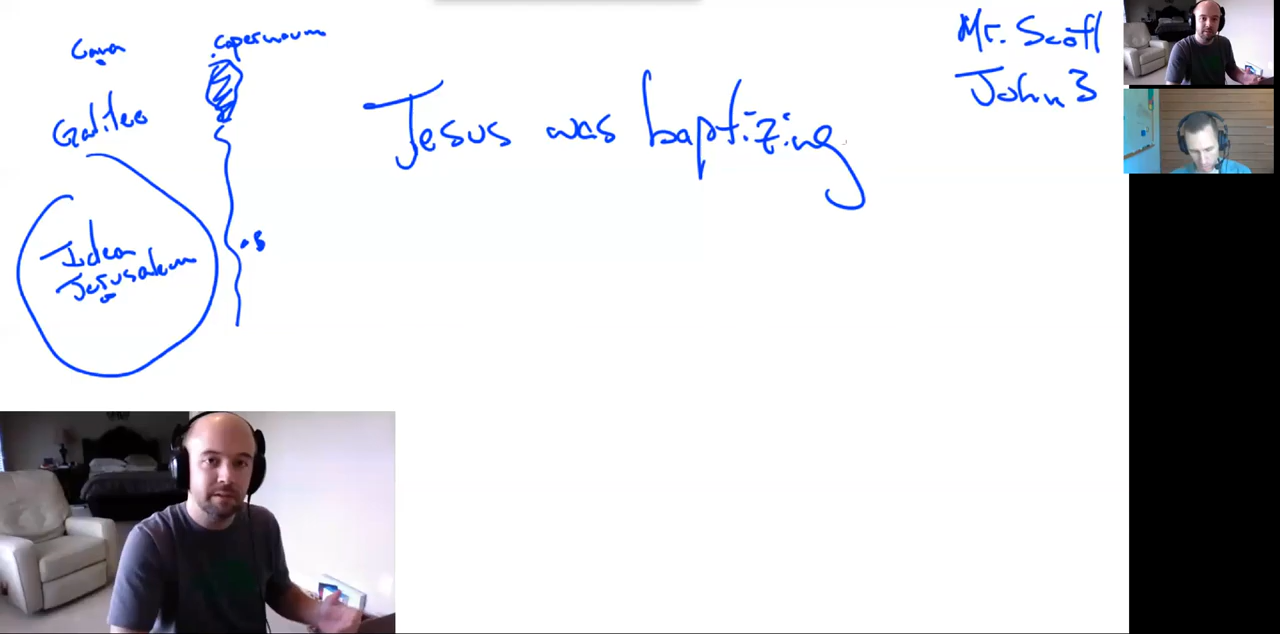 Cana
Capernaum
Galilee
Judea
Jerusalem
Jesus was baptizing
Mr. Scott
John 3